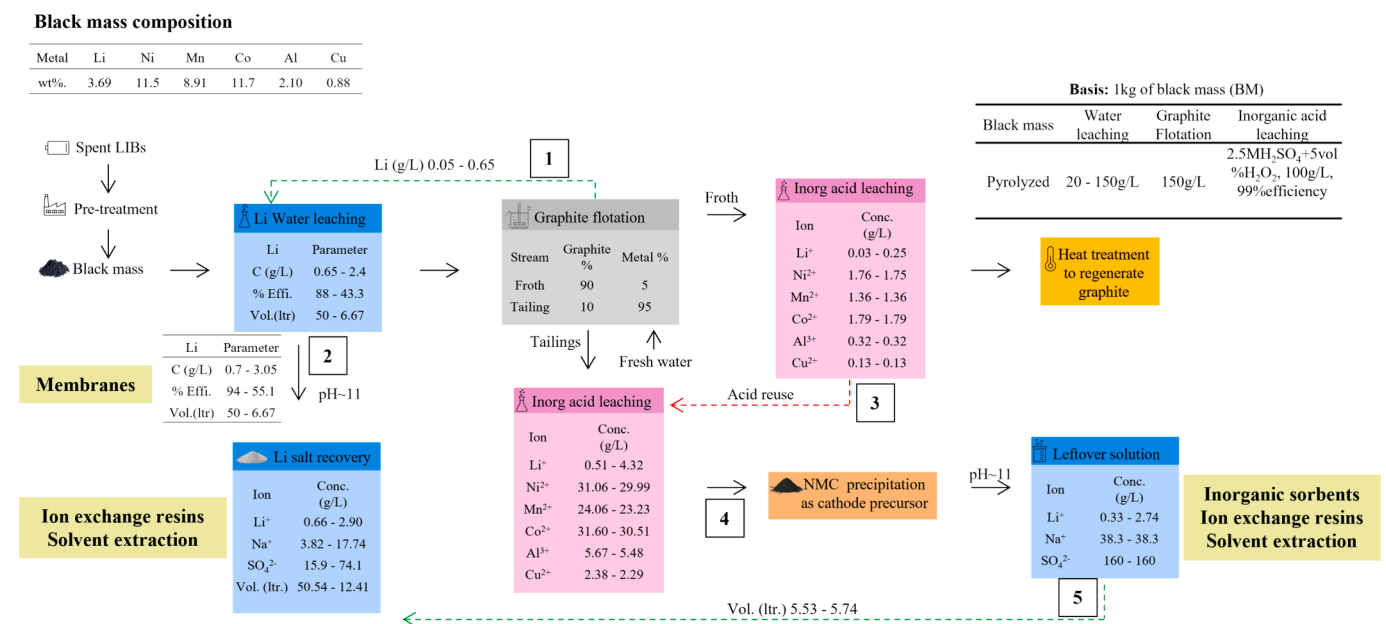 Black mass composition
Metal Li Ni Mn Co Al Cu
wt%. 3.69 11.5 8.91 11.7 2.10 0.88
Basis: 1kg of black mass (BM)
Black mass Water leaching Graphite Flotation Inorganic acid leaching
Pyrolyzed 20 - 150g/L 150g/L 2.5MH₂SO₄+5vol %H₂O₂, 100g/L, 99%efficiency
Spent LIBs
Pre-treatment
Black mass
Li (g/L) 0.05 - 0.65
1
Li Water leaching
Li Parameter
C (g/L) 0.65 - 2.4
% Effi. 88 - 43.3
Vol.(ltr) 50 - 6.67
Graphite flotation
Stream Graphite % Metal %
Froth 90 5
Tailing 10 95
Froth
Tailings
Fresh water
Inorg acid leaching
Ion Conc. (g/L)
Li⁺ 0.03 - 0.25
Ni²⁺ 1.76 - 1.75
Mn²⁺ 1.36 - 1.36
Co²⁺ 1.79 - 1.79
Al³⁺ 0.32 - 0.32
Cu²⁺ 0.13 - 0.13
Heat treatment
to regenerate
graphite
2
Li Parameter
C (g/L) 0.7 - 3.05
% Effi. 94 - 55.1
Vol.(ltr) 50 - 6.67
pH~11
Membranes
Acid reuse
3
Inorg acid leaching
Ion Conc. (g/L)
Li⁺ 0.51 - 4.32
Ni²⁺ 31.06 - 29.99
Mn²⁺ 24.06 - 23.23
Co²⁺ 31.60 - 30.51
Al³⁺ 5.67 - 5.48
Cu²⁺ 2.38 - 2.29
4
NMC precipitation
as cathode precursor
pH~11
Leftover solution
Ion Conc. (g/L)
Li⁺ 0.33 - 2.74
Na⁺ 38.3 - 38.3
SO₄²⁻ 160 - 160
Inorganic sorbents
Ion exchange resins
Solvent extraction
Ion exchange resins
Solvent extraction
Li salt recovery
Ion Conc. (g/L)
Li⁺ 0.66 - 2.90
Na⁺ 3.82 - 17.74
SO₄²⁻ 15.9 - 74.1
Vol. (ltr.) 50.54 - 12.41
5
Vol. (ltr.) 5.53 - 5.74